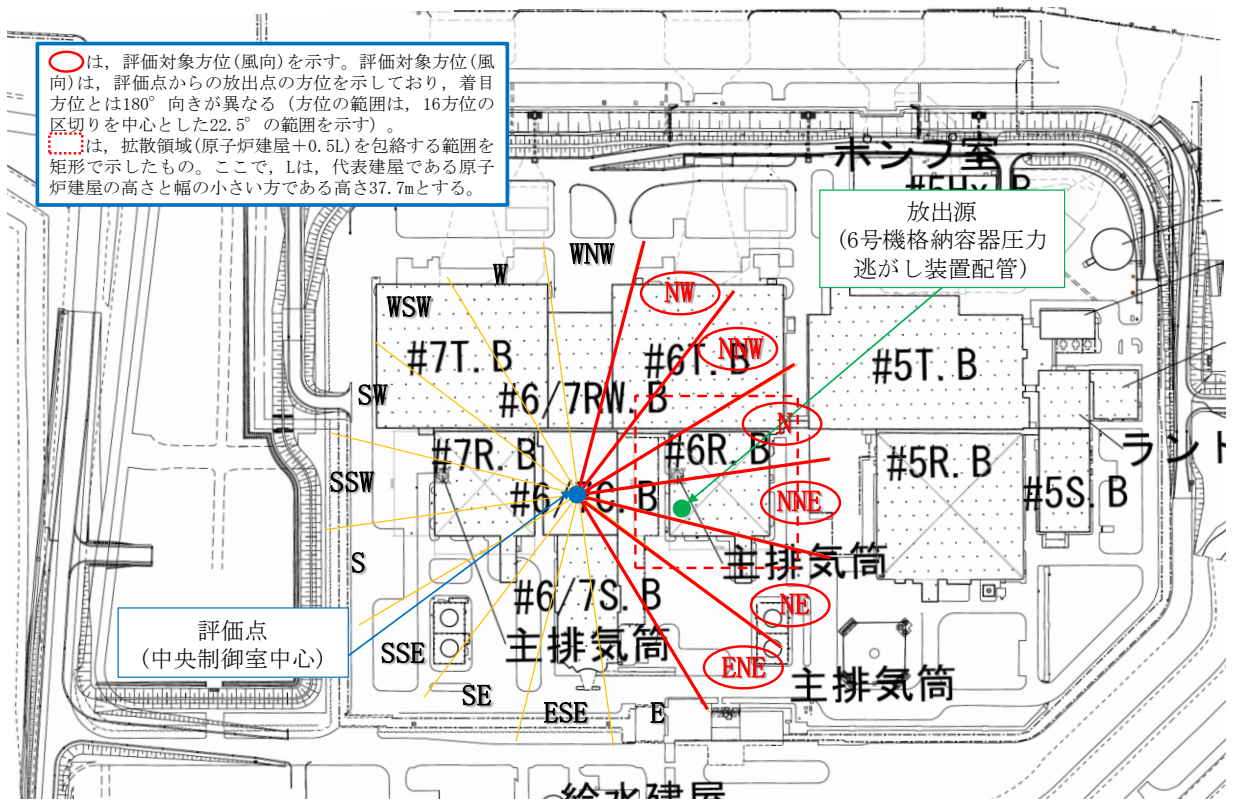 は，評価対象方位(風向)を示す。評価対象方位(風
向)は，評価点からの放出点の方位を示しており，着目
方位とは180°向きが異なる（方位の範囲は，16方位の
区切りを中心とした22.5°の範囲を示す）。
は，拡散領域(原子炉建屋＋0.5L)を包絡する範囲を
矩形で示したもの。ここで，Lは，代表建屋である原子
炉建屋の高さと幅の小さい方である高さ37.7mとする。
ポンプ室
#5Hx.B
放出源
(6号機格納容器圧力
逃がし装置配管)
WNW
W
NW
WSW
NNW
#7T.B
#6T.B
#5T.B
SW
#6/7RW.B
N
#7R.B
#6R.B
#5R.B
ランド
SSW
#6/7C.B
NNE
#5S.B
S
主排気筒
#6/7S.B
NE
評価点
(中央制御室中心)
SSE
主排気筒
ENE
主排気筒
SE
ESE
E
給水建屋